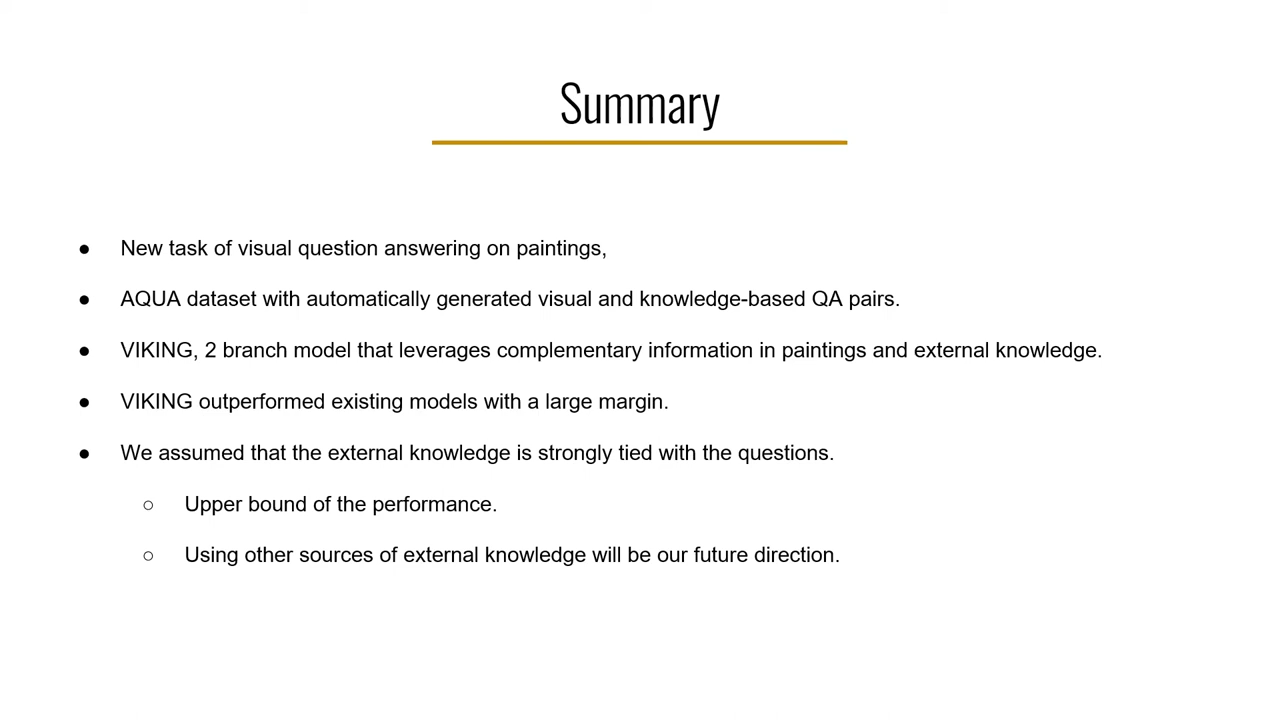 Summary
● New task of visual question answering on paintings,
● AQUA dataset with automatically generated visual and knowledge-based QA pairs.
● VIKING, 2 branch model that leverages complementary information in paintings and external knowledge.
● VIKING outperformed existing models with a large margin.
● We assumed that the external knowledge is strongly tied with the questions.
○ Upper bound of the performance.
○ Using other sources of external knowledge will be our future direction.